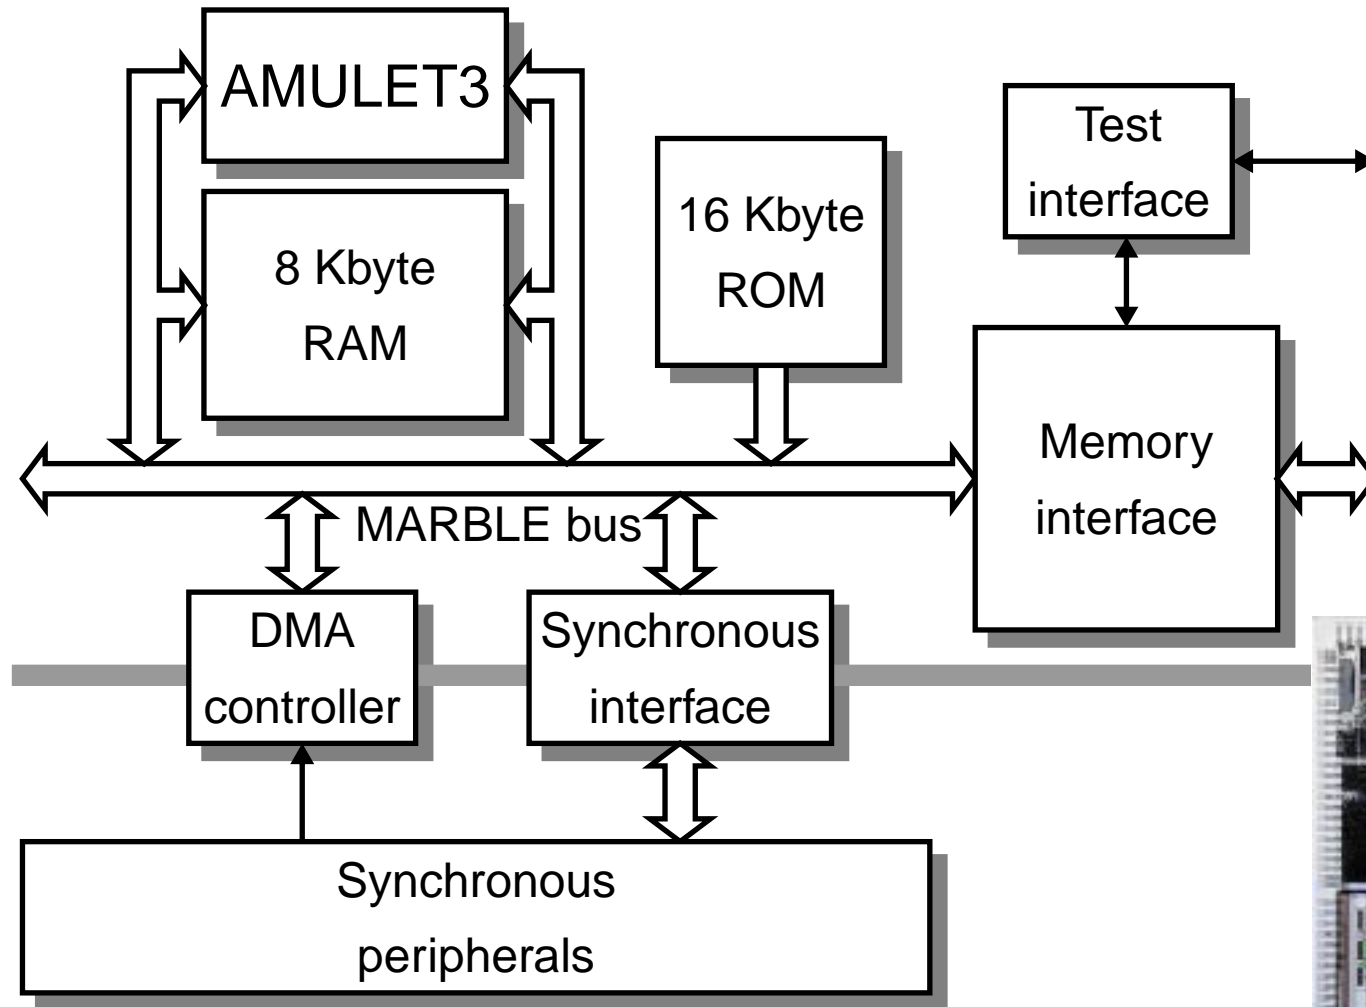 AMULET3
8 Kbyte
RAM
16 Kbyte
ROM
Test
interface
Memory
interface
MARBLE bus
DMA
controller
Synchronous
interface
Synchronous
peripherals